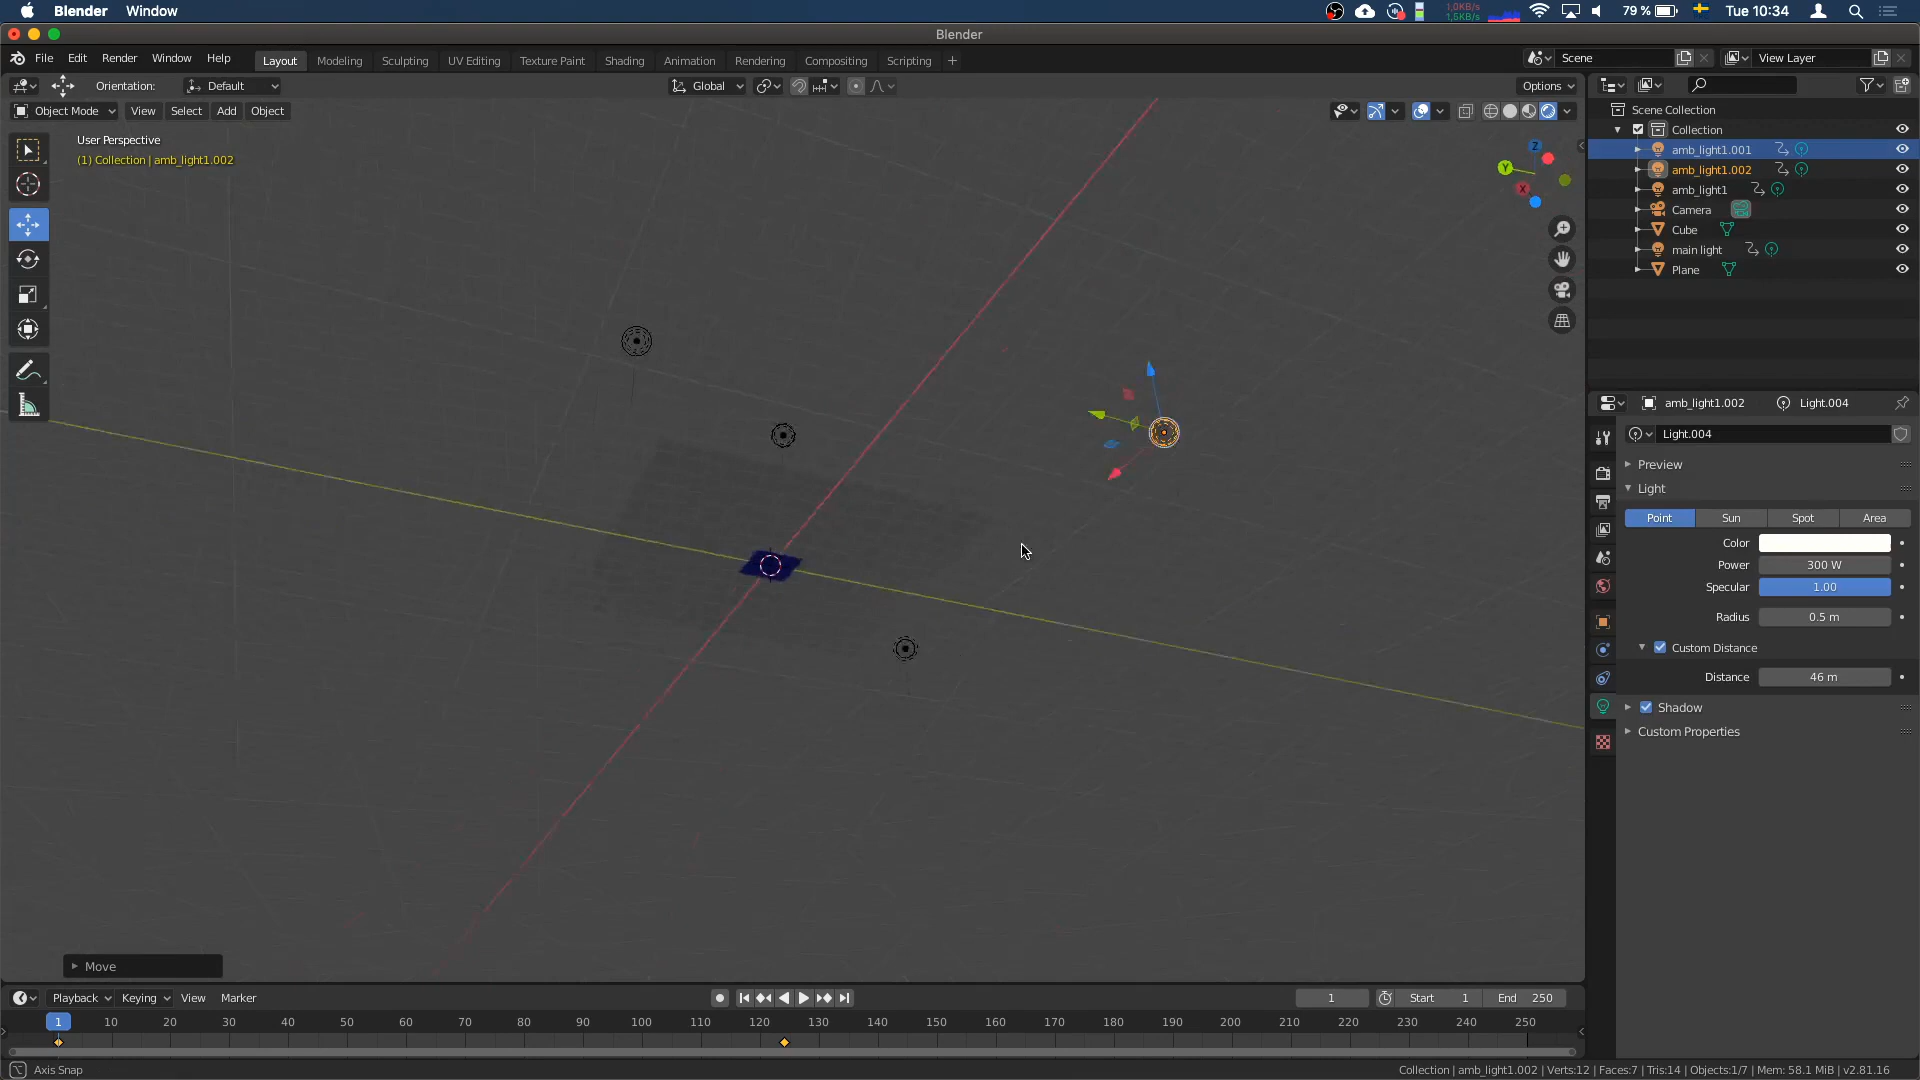 Blender Window 1,0KB/s 1,5KB/s 79 % Tue 10:34
Blender
File Edit Render Window Help Layout Modeling Sculpting UV Editing Texture Paint Shading Animation Rendering Compositing Scripting + Scene View Layer
Orientation: Default Global Options
Object Mode View Select Add Object
User Perspective
(1) Collection | amb_light1.002
Z
Y
X
Scene Collection
Collection
amb_light1.001
amb_light1.002
amb_light1
Camera
Cube
main light
Plane
amb_light1.002 Light.004
Light.004
Preview
Light
Point Sun Spot Area
Color
Power 300 W
Specular 1.00
Radius 0.5 m
Custom Distance
Distance 46 m
Shadow
Custom Properties
Move
Playback Keying View Marker 1 Start 1 End 250
1 10 20 30 40 50 60 70 80 90 100 110 120 130 140 150 160 170 180 190 200 210 220 230 240 250
Axis Snap Collection | amb_light1.002 | Verts:12 | Faces:7 | Tris:14 | Objects:1/7 | Mem: 58.1 MiB | v2.81.16